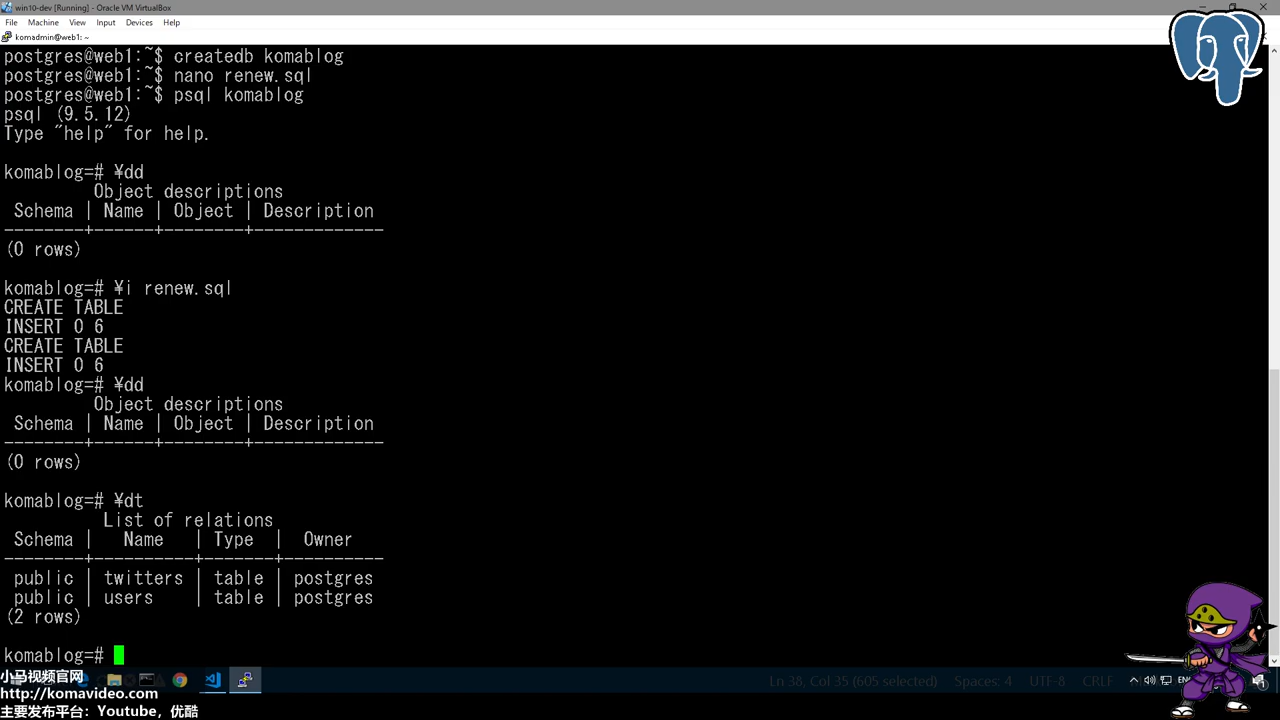 win10-dev [Running] - Oracle VM VirtualBox
File Machine View Input Devices Help
komadmin@web1: ~
postgres@web1:~$ createdb komablog
postgres@web1:~$ nano renew.sql
postgres@web1:~$ psql komablog
psql (9.5.12)
Type "help" for help.
komablog=# ¥dd
Object descriptions
Schema | Name | Object | Description
--------+------+--------+-------------
(0 rows)
komablog=# ¥i renew.sql
CREATE TABLE
INSERT 0 6
CREATE TABLE
INSERT 0 6
komablog=# ¥dd
Object descriptions
Schema | Name | Object | Description
--------+------+--------+-------------
(0 rows)
komablog=# ¥dt
List of relations
Schema | Name | Type | Owner
--------+----------+-------+----------
public | twitters | table | postgres
public | users | table | postgres
(2 rows)
komablog=#
小马视频官网
http://komavideo.com
主要发布平台：Youtube，优酷
Ln 38, Col 35 (605 selected) Spaces: 4 UTF-8 CRLF
ENG